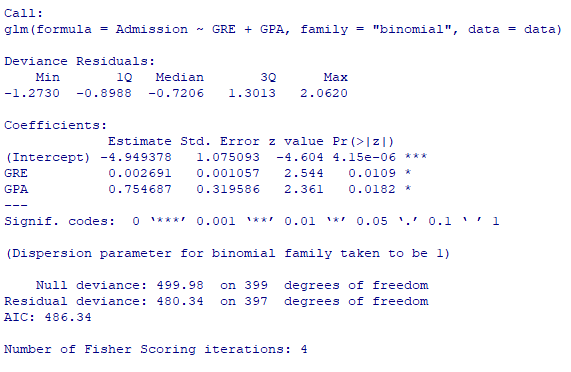 Call:
glm(formula = Admission ~ GRE + GPA, family = "binomial", data = data)
Deviance Residuals:
    Min       1Q   Median       3Q      Max
-1.2730  -0.8988  -0.7206   1.3013   2.0620
Coefficients:
             Estimate Std. Error z value Pr(>|z|)
(Intercept) -4.949378   1.075093  -4.604 4.15e-06 ***
GRE          0.002691   0.001057   2.544   0.0109 *
GPA          0.754687   0.319586   2.361   0.0182 *
---
Signif. codes:  0 ‘***’ 0.001 ‘**’ 0.01 ‘*’ 0.05 ‘.’ 0.1 ‘ ’ 1
(Dispersion parameter for binomial family taken to be 1)
    Null deviance: 499.98  on 399  degrees of freedom
Residual deviance: 480.34  on 397  degrees of freedom
AIC: 486.34
Number of Fisher Scoring iterations: 4